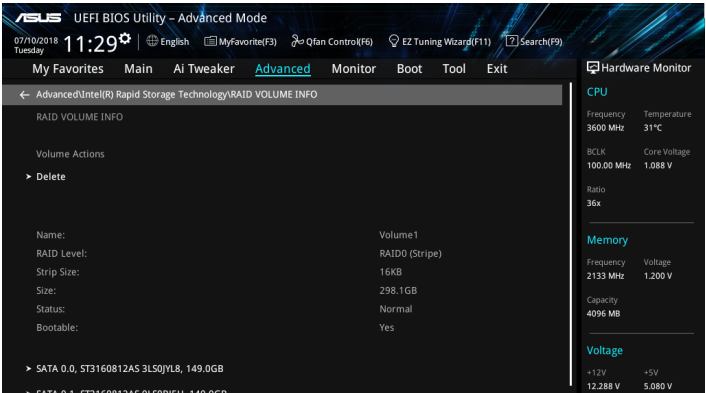 ASUS UEFI BIOS Utility – Advanced Mode
07/10/2018 Tuesday 11:29 English MyFavorite(F3) Qfan Control(F6) EZ Tuning Wizard(F11) Search(F9)
My Favorites Main Ai Tweaker Advanced Monitor Boot Tool Exit
Hardware Monitor
← Advanced\Intel(R) Rapid Storage Technology\RAID VOLUME INFO
RAID VOLUME INFO
Volume Actions
> Delete
Name: Volume1
RAID Level: RAID0 (Stripe)
Strip Size: 16KB
Size: 298.1GB
Status: Normal
Bootable: Yes
> SATA 0.0, ST3160812AS 3LS0JYL8, 149.0GB
CPU
Frequency Temperature
3600 MHz 31°C
BCLK Core Voltage
100.00 MHz 1.088 V
Ratio
36x
Memory
Frequency Voltage
2133 MHz 1.200 V
Capacity
4096 MB
Voltage
+12V +5V
12.288 V 5.080 V